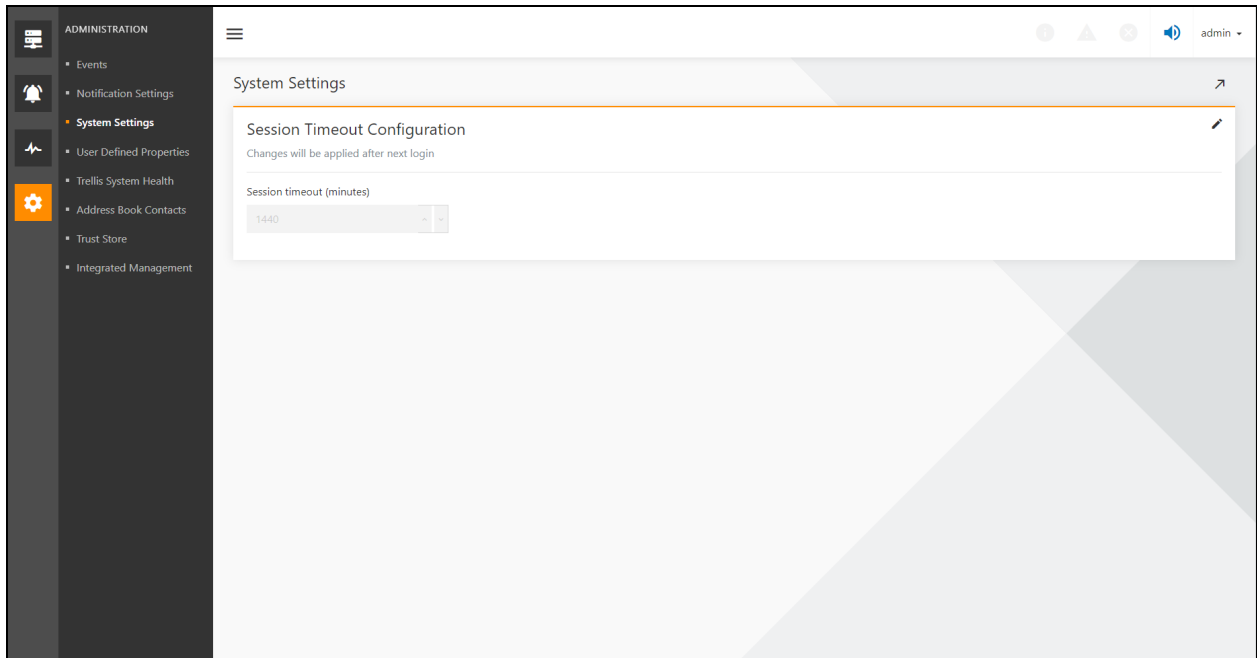 ADMINISTRATION
Events
Notification Settings
System Settings
User Defined Properties
Trellis System Health
Address Book Contacts
Trust Store
Integrated Management
admin
System Settings
Session Timeout Configuration
Changes will be applied after next login
Session timeout (minutes)
1440